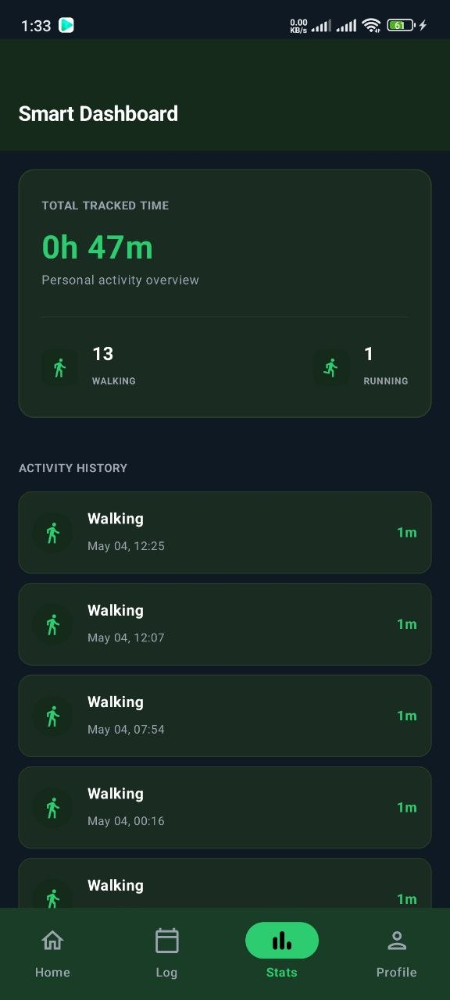 1:33
0.00
KB/s
61
Smart Dashboard
TOTAL TRACKED TIME
0h 47m
Personal activity overview
13
WALKING
1
RUNNING
ACTIVITY HISTORY
Walking
May 04, 12:25
1m
Walking
May 04, 12:07
1m
Walking
May 04, 07:54
1m
Walking
May 04, 00:16
1m
Walking
1m
Home
Log
Stats
Profile